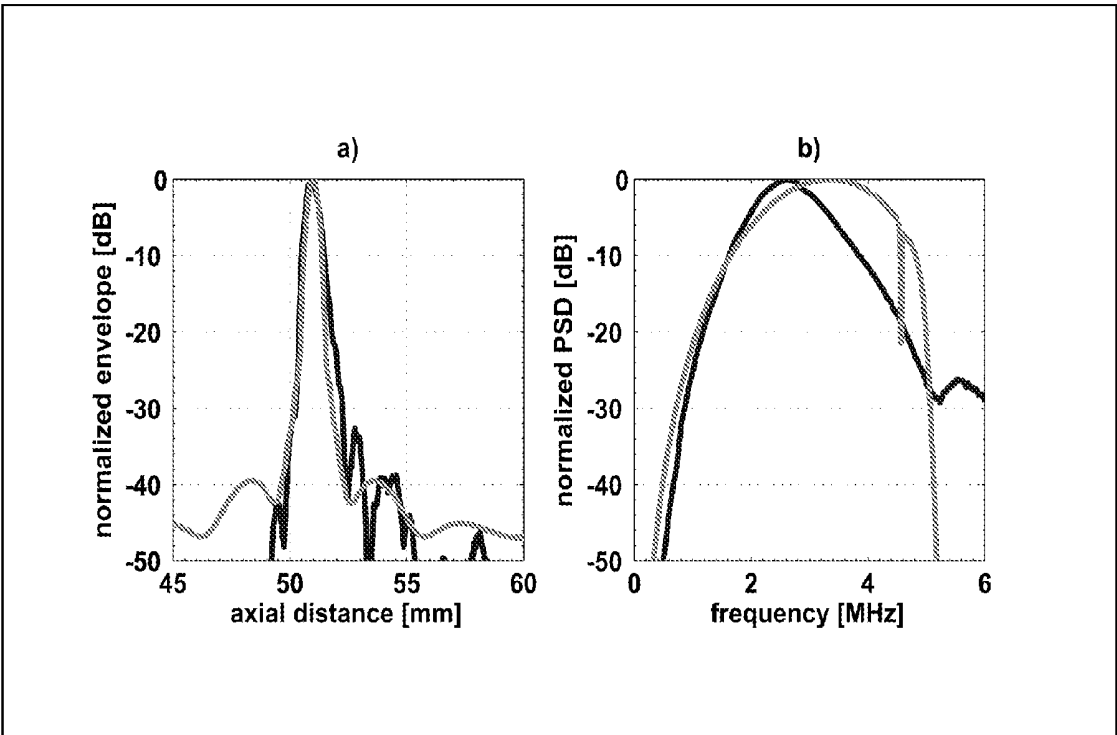 a)
0
-10
-20
-30
-40
-50
normalized envelope [dB]
45 50 55 60
axial distance [mm]
b)
0
-10
-20
-30
-40
-50
normalized PSD [dB]
0 2 4 6
frequency [MHz]